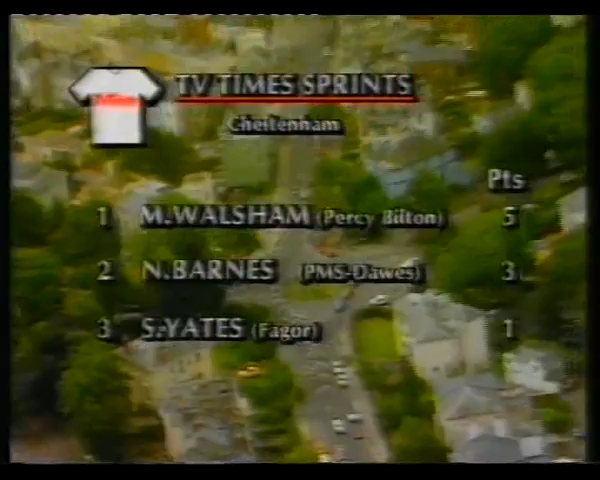 TV TIMES SPRINTS
Cheltenham
Pts
1 M.WALSHAM (Percy Bilton) 5
2 N.BARNES (PMS-Dawes) 3
3 S.YATES (Fagor) 1